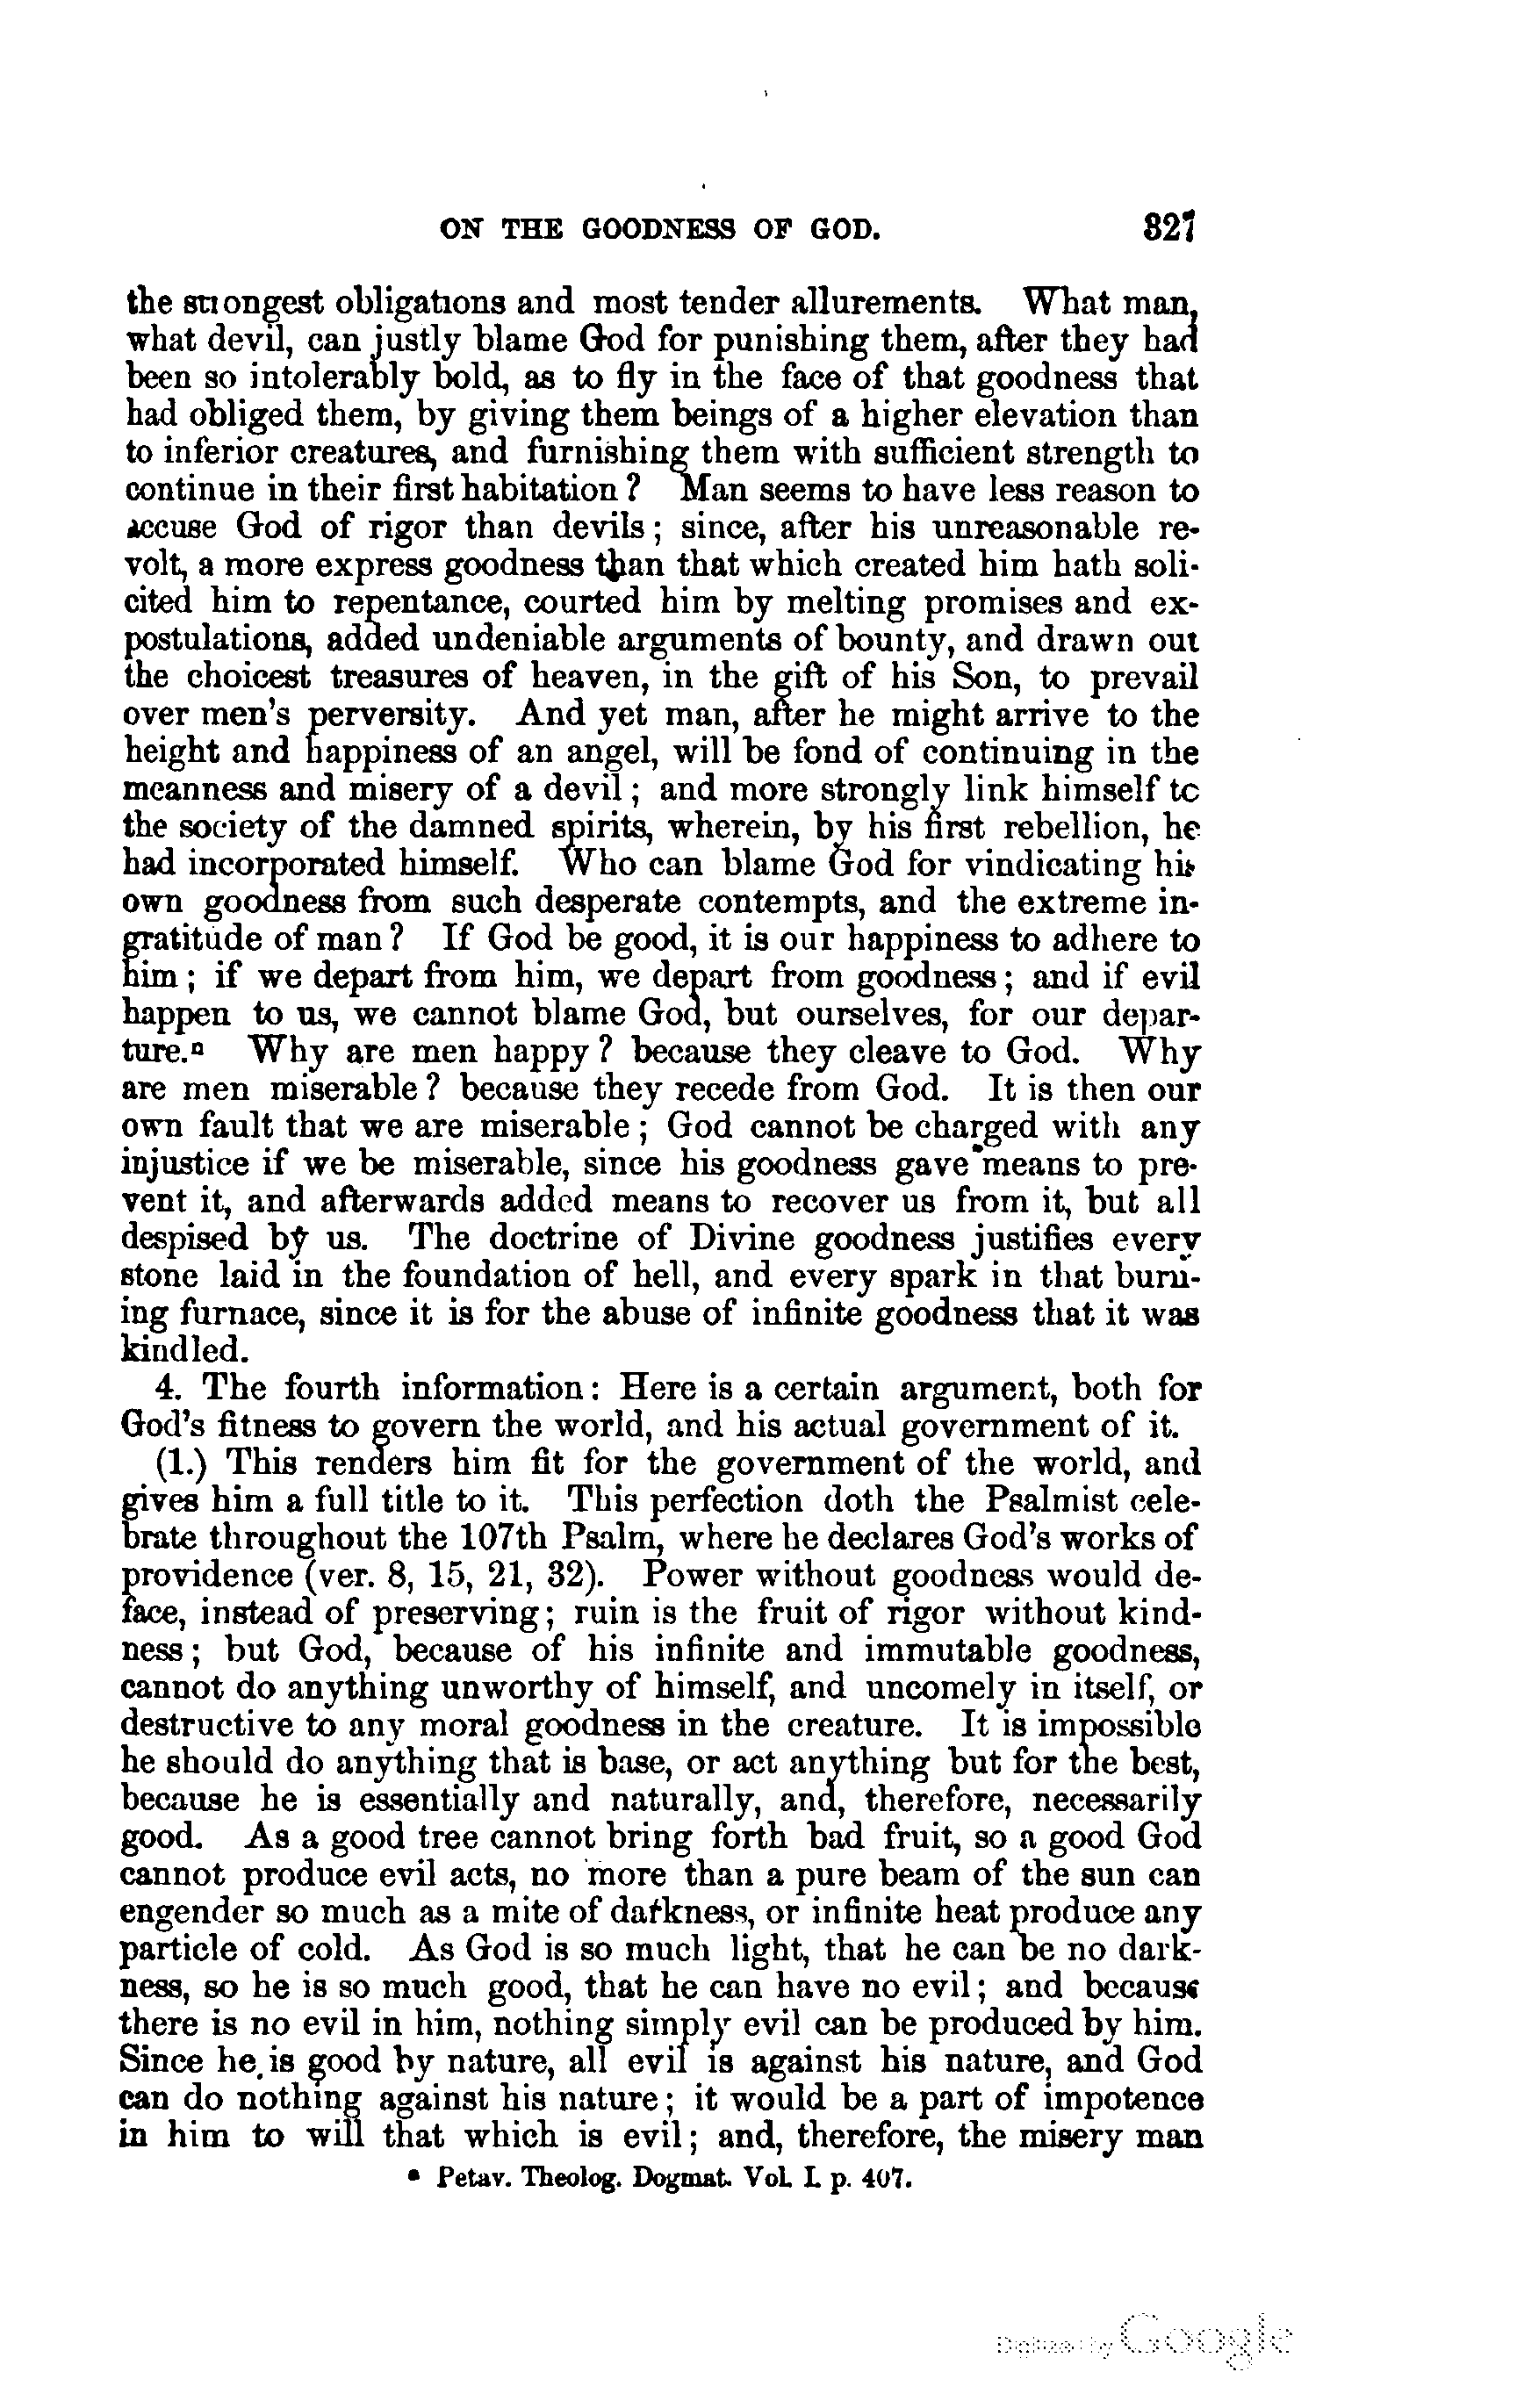 ON THE GOODNESS OF GOD. 327
the strongest obligations and most tender allurements. What man,
what devil, can justly blame God for punishing them, after they had
been so intolerably bold, as to fly in the face of that goodness that
had obliged them, by giving them beings of a higher elevation than
to inferior creatures, and furnishing them with sufficient strength to
continue in their first habitation? Man seems to have less reason to
accuse God of rigor than devils; since, after his unreasonable re-
volt, a more express goodness than that which created him hath soli-
cited him to repentance, courted him by melting promises and ex-
postulations, added undeniable arguments of bounty, and drawn out
the choicest treasures of heaven, in the gift of his Son, to prevail
over men's perversity. And yet man, after he might arrive to the
height and happiness of an angel, will be fond of continuing in the
meanness and misery of a devil; and more strongly link himself to
the society of the damned spirits, wherein, by his first rebellion, he
had incorporated himself. Who can blame God for vindicating his
own goodness from such desperate contempts, and the extreme in-
gratitude of man? If God be good, it is our happiness to adhere to
him; if we depart from him, we depart from goodness; and if evil
happen to us, we cannot blame God, but ourselves, for our depar-
ture.ⁿ Why are men happy? because they cleave to God. Why
are men miserable? because they recede from God. It is then our
own fault that we are miserable; God cannot be charged with any
injustice if we be miserable, since his goodness gave means to pre-
vent it, and afterwards added means to recover us from it, but all
despised by us. The doctrine of Divine goodness justifies every
stone laid in the foundation of hell, and every spark in that burn-
ing furnace, since it is for the abuse of infinite goodness that it was
kindled.
4. The fourth information: Here is a certain argument, both for
God's fitness to govern the world, and his actual government of it.
(1.) This renders him fit for the government of the world, and
gives him a full title to it. This perfection doth the Psalmist cele-
brate throughout the 107th Psalm, where he declares God's works of
providence (ver. 8, 15, 21, 32). Power without goodness would de-
face, instead of preserving; ruin is the fruit of rigor without kind-
ness; but God, because of his infinite and immutable goodness,
cannot do anything unworthy of himself, and uncomely in itself, or
destructive to any moral goodness in the creature. It is impossible
he should do anything that is base, or act anything but for the best,
because he is essentially and naturally, and, therefore, necessarily
good. As a good tree cannot bring forth bad fruit, so a good God
cannot produce evil acts, no more than a pure beam of the sun can
engender so much as a mite of darkness, or infinite heat produce any
particle of cold. As God is so much light, that he can be no dark-
ness, so he is so much good, that he can have no evil; and because
there is no evil in him, nothing simply evil can be produced by him.
Since he is good by nature, all evil is against his nature, and God
can do nothing against his nature; it would be a part of impotence
in him to will that which is evil; and, therefore, the misery man
ⁿ Petav. Theolog. Dogmat. Vol. I. p. 407.
Digitized by Google